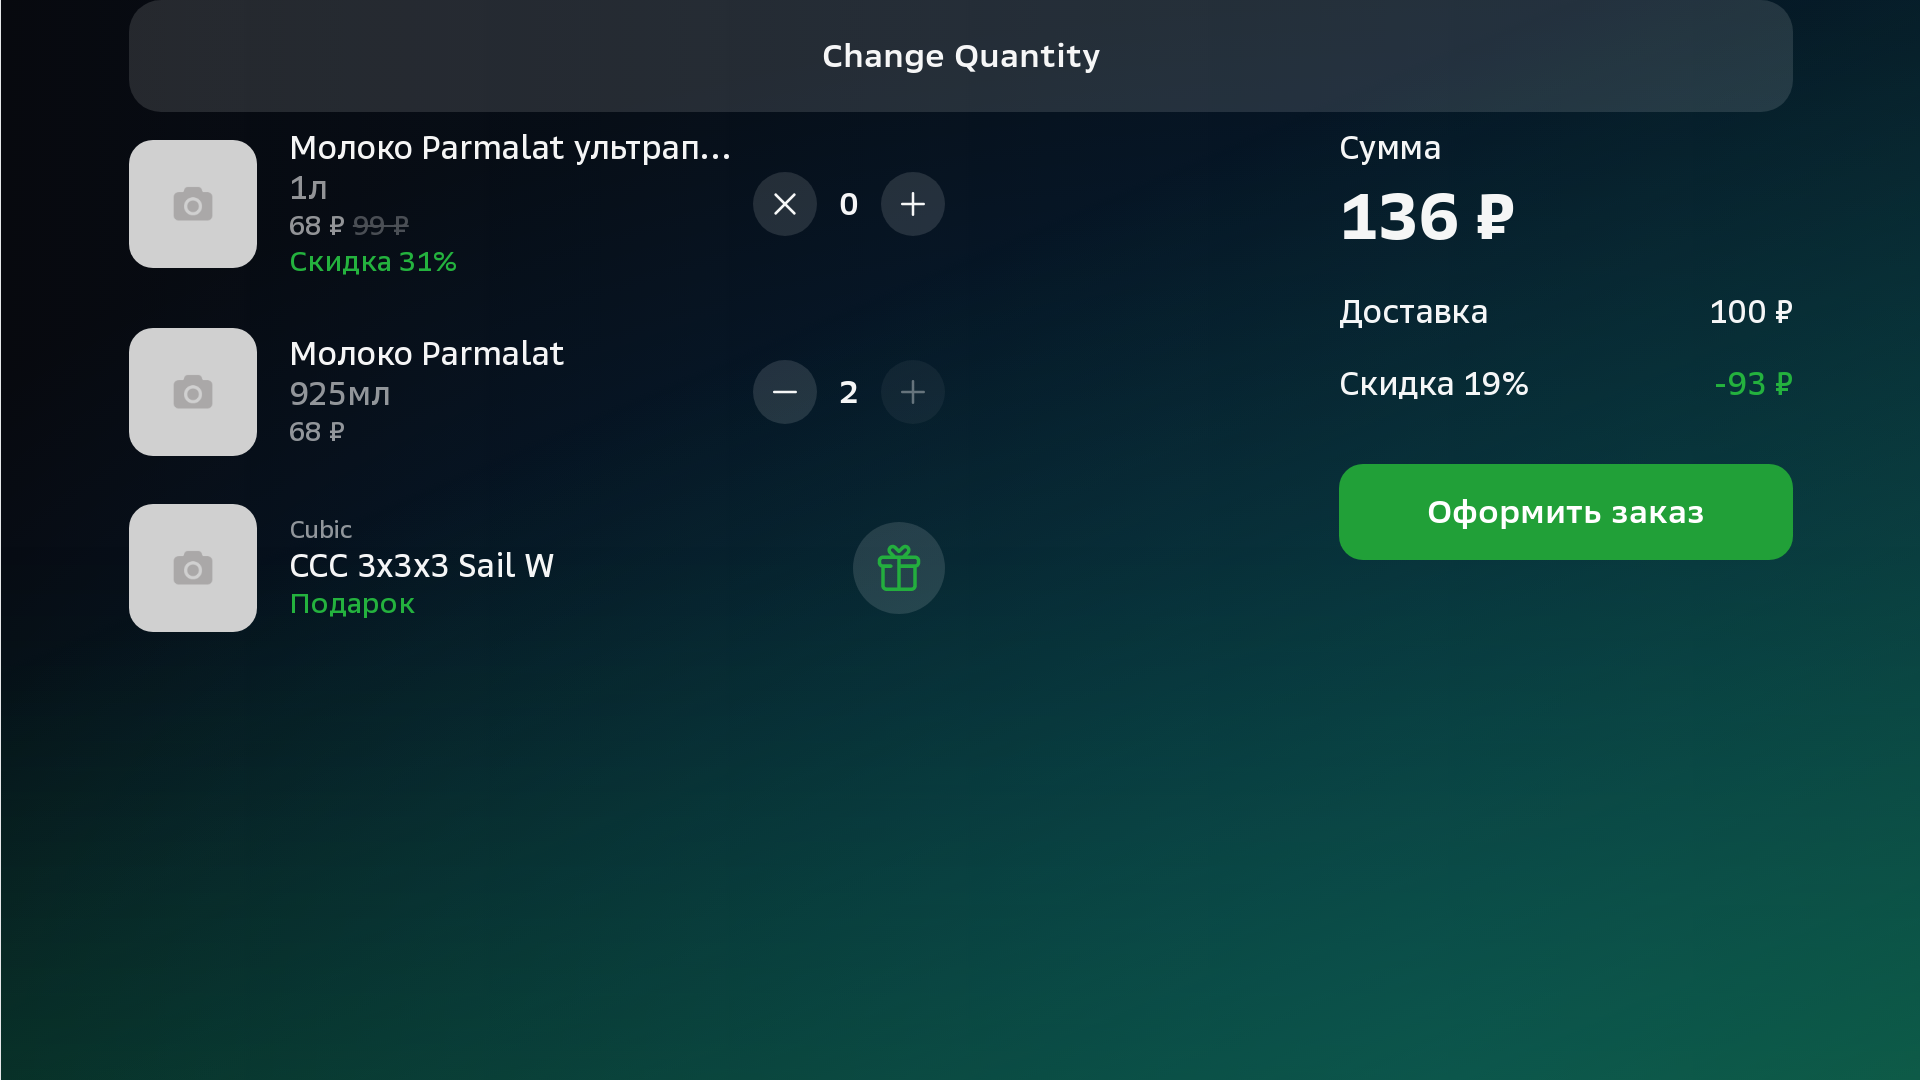 Change Quantity
Молоко Parmalat ультрап...
1л
68 ₽ 99 ₽
Скидка 31%
0
Молоко Parmalat
925мл
68 ₽
2
Cubic
CCC 3x3x3 Sail W
Подарок
Сумма
136 ₽
Доставка 100 ₽
Скидка 19% -93 ₽
Оформить заказ